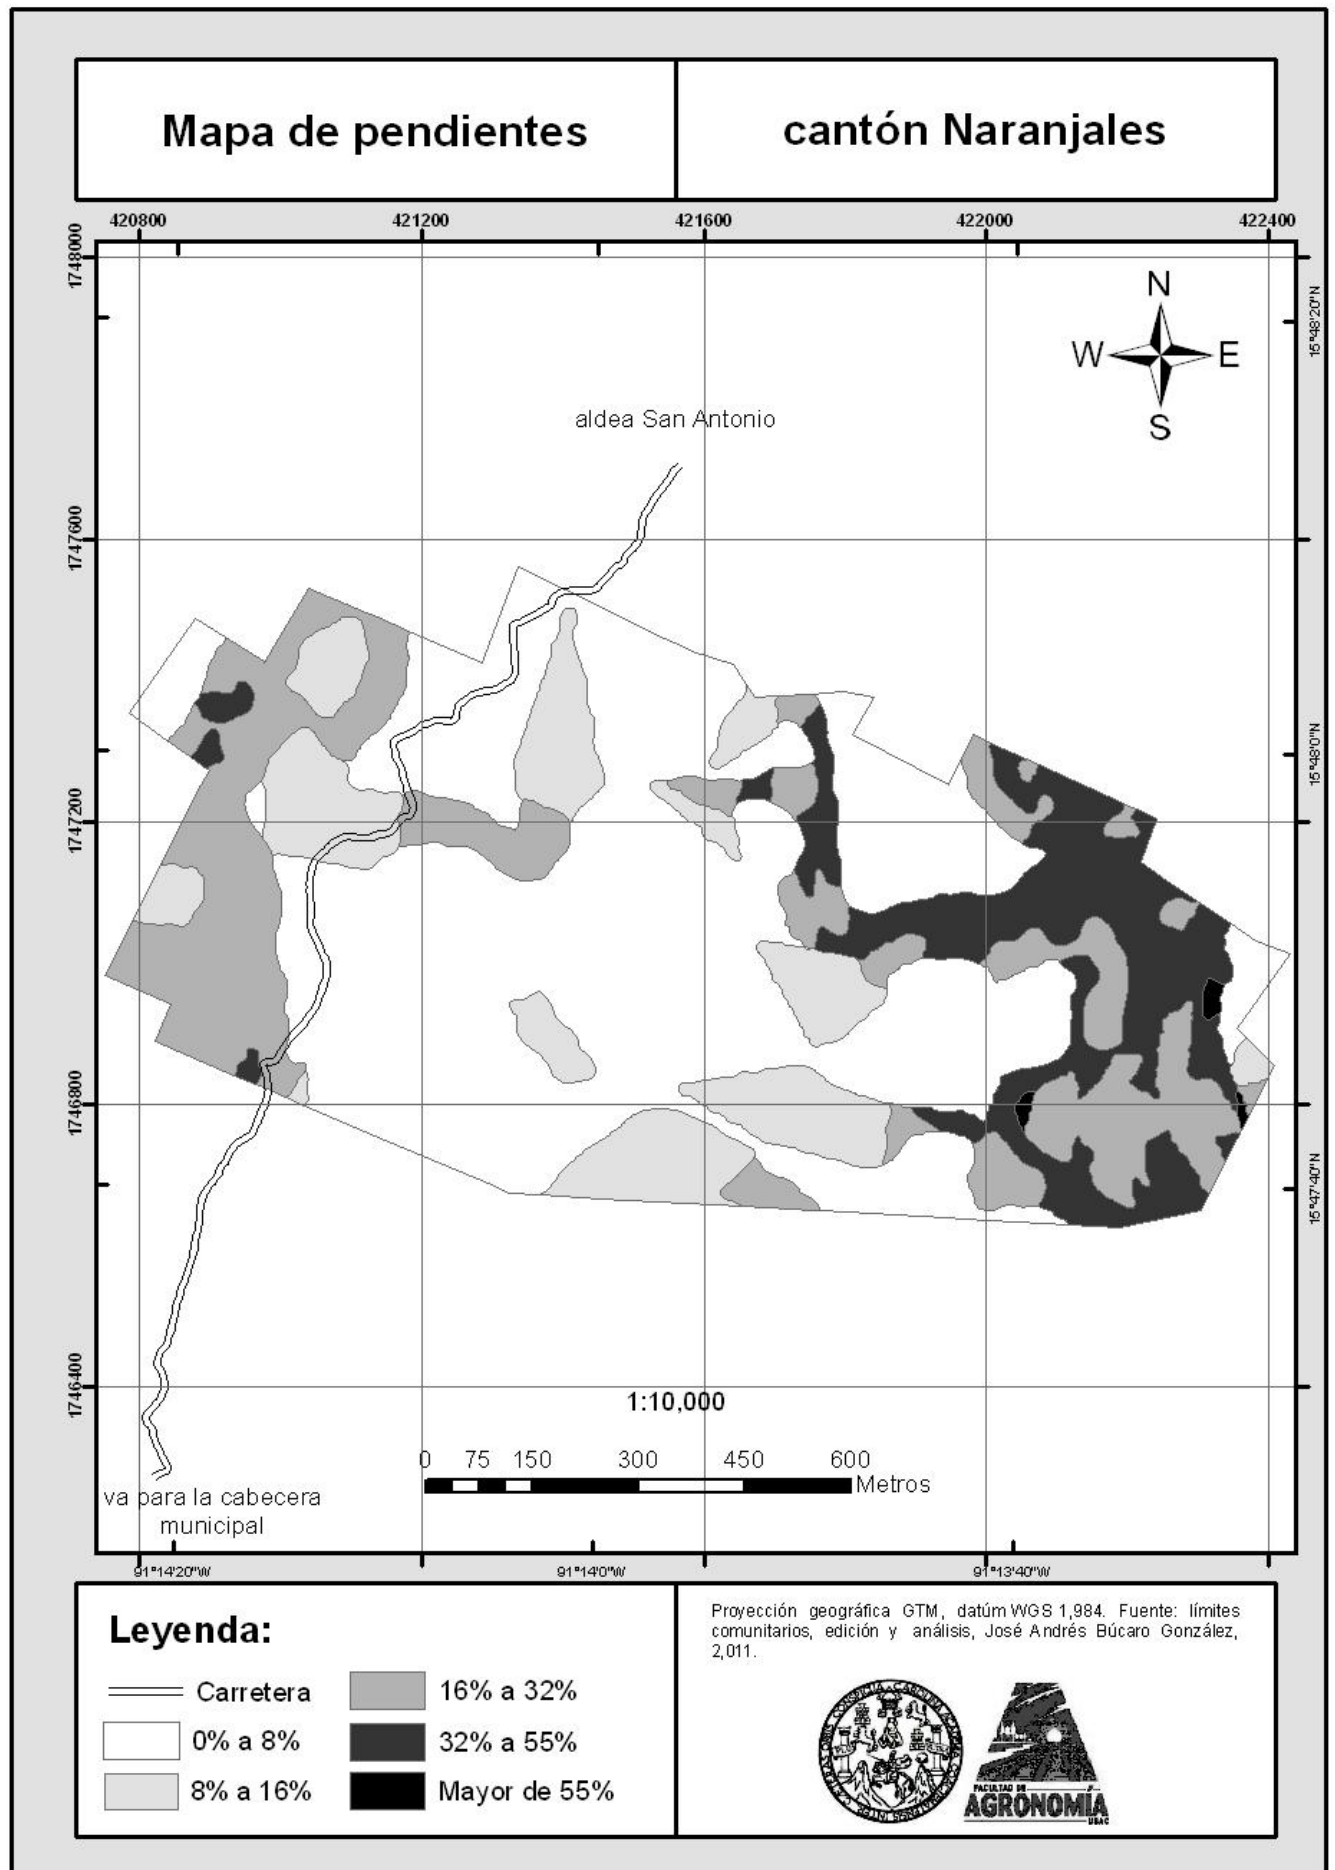 Mapa de pendientes
cantón Naranjales
420800
421200
421600
422000
422400
1748000
1747600
1747200
1746800
1746400
15°48'20"N
15°48'0"N
15°47'40"N
N
W
E
S
aldea San Antonio
1:10,000
0 75 150 300 450 600
Metros
va para la cabecera
municipal
91°14'20"W
91°14'0"W
91°13'40"W
Leyenda:
Carretera
0% a 8%
8% a 16%
16% a 32%
32% a 55%
Mayor de 55%
Proyección geográfica GTM, datúm WGS 1,984. Fuente: límites
comunitarios, edición y análisis, José Andrés Búcaro González,
2,011.
FACULTAD DE
AGRONOMIA
USAC